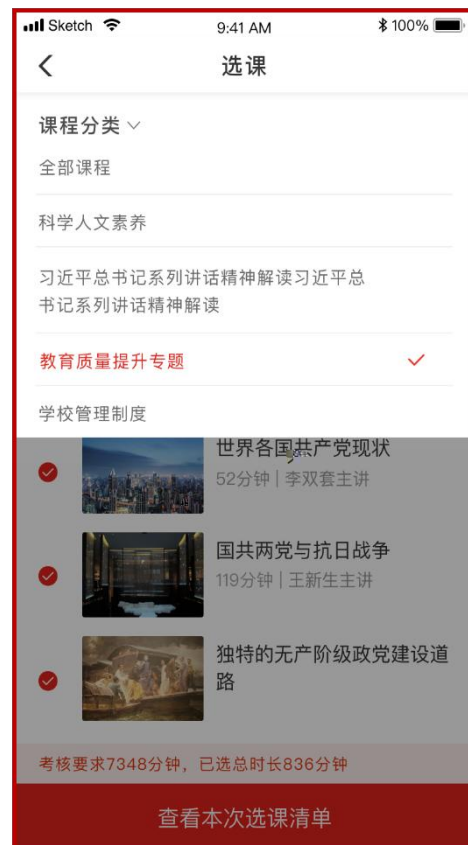 Sketch 9:41 AM 100%
选课
课程分类
全部课程
科学人文素养
习近平总书记系列讲话精神解读习近平总
书记系列讲话精神解读
教育质量提升专题
学校管理制度
世界各国共产党现状
52分钟 | 李双套主讲
国共两党与抗日战争
119分钟 | 王新生主讲
独特的无产阶级政党建设道
路
考核要求7348分钟，已选总时长836分钟
查看本次选课清单